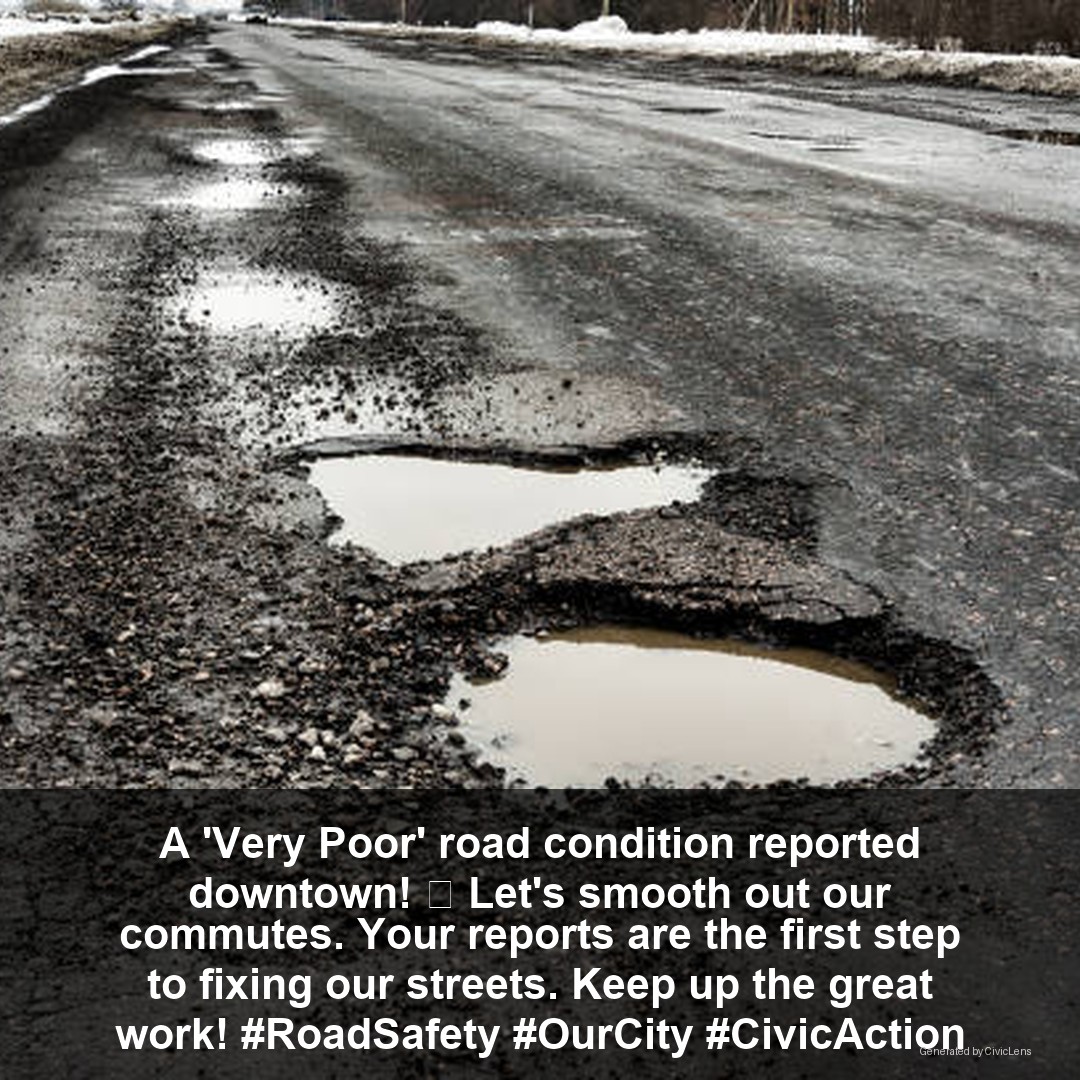 A 'Very Poor' road condition reported
downtown! □ Let's smooth out our
commutes. Your reports are the first step
to fixing our streets. Keep up the great
work! #RoadSafety #OurCity #CivicAction
Generated by CivicLens